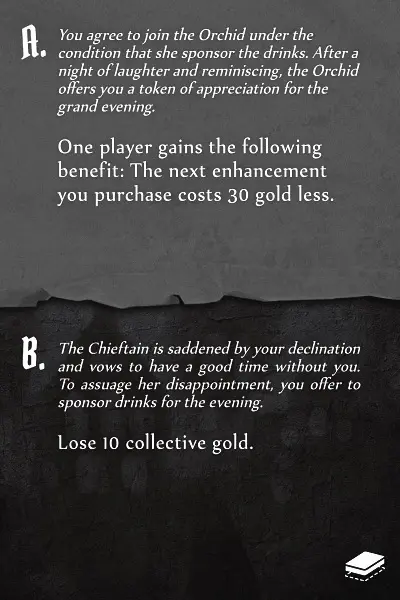 A.
You agree to join the Orchid under the
condition that she sponsor the drinks. After a
night of laughter and reminiscing, the Orchid
offers you a token of appreciation for the
grand evening.
One player gains the following
benefit: The next enhancement
you purchase costs 30 gold less.
B.
The Chieftain is saddened by your declination
and vows to have a good time without you.
To assuage her disappointment, you offer to
sponsor drinks for the evening.
Lose 10 collective gold.